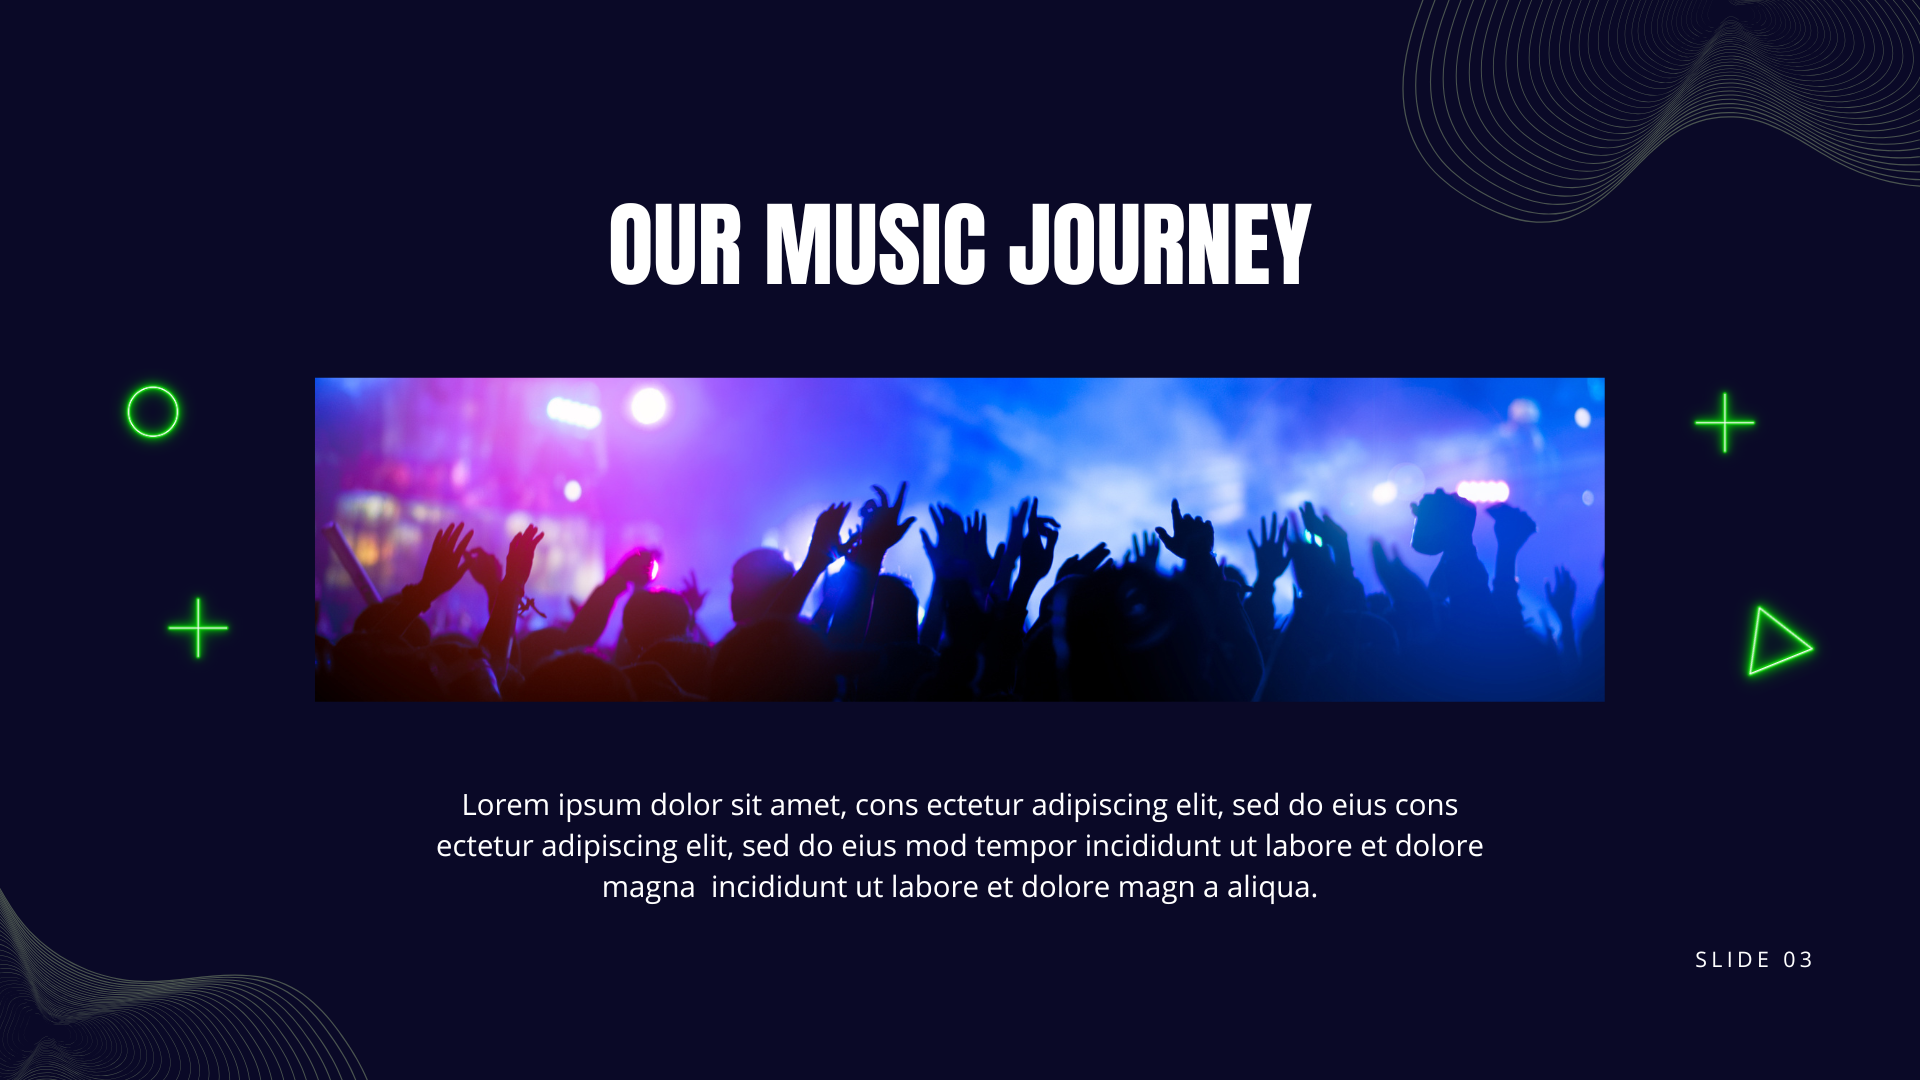 OUR MUSIC JOURNEY
Lorem ipsum dolor sit amet, cons ectetur adipiscing elit, sed do eius cons
ectetur adipiscing elit, sed do eius mod tempor incididunt ut labore et dolore
magna  incididunt ut labore et dolore magn a aliqua.
SLIDE 03